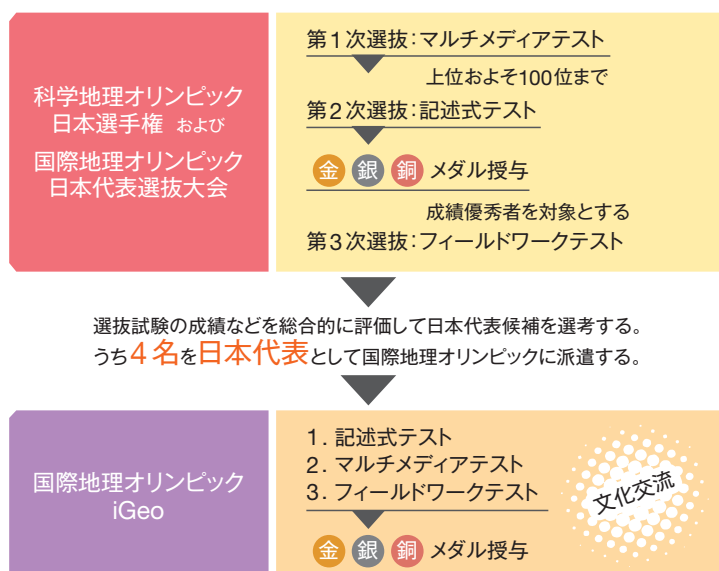 科学地理オリンピック
日本選手権 および
国際地理オリンピック
日本代表選抜大会
第1次選抜：マルチメディアテスト
上位およそ100位まで
第2次選抜：記述式テスト
金 銀 銅 メダル授与
成績優秀者を対象とする
第3次選抜：フィールドワークテスト
選抜試験の成績などを総合的に評価して日本代表候補を選考する。
うち4名を日本代表として国際地理オリンピックに派遣する。
国際地理オリンピック
iGeo
1. 記述式テスト
2. マルチメディアテスト
3. フィールドワークテスト
文化交流
金 銀 銅 メダル授与